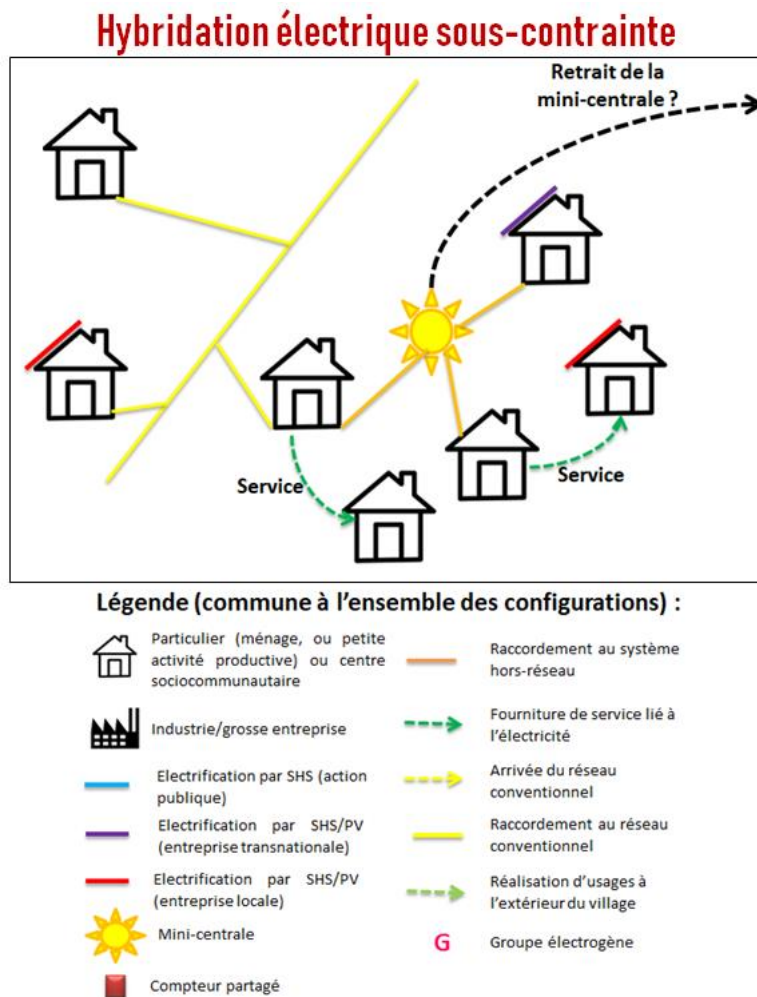 Hybridation électrique sous-contrainte
Retrait de la
mini-centrale ?
Service
Service
Légende (commune à l'ensemble des configurations) :
Particulier (ménage, ou petite
activité productive) ou centre
sociocommunautaire
Industrie/grosse entreprise
Electrification par SHS (action
publique)
Electrification par SHS/PV
(entreprise transnationale)
Electrification par SHS/PV
(entreprise locale)
Mini-centrale
Compteur partagé
Raccordement au système
hors-réseau
Fourniture de service lié à
l'électricité
Arrivée du réseau
conventionnel
Raccordement au réseau
conventionnel
Réalisation d'usages à
l'extérieur du village
G Groupe électrogène